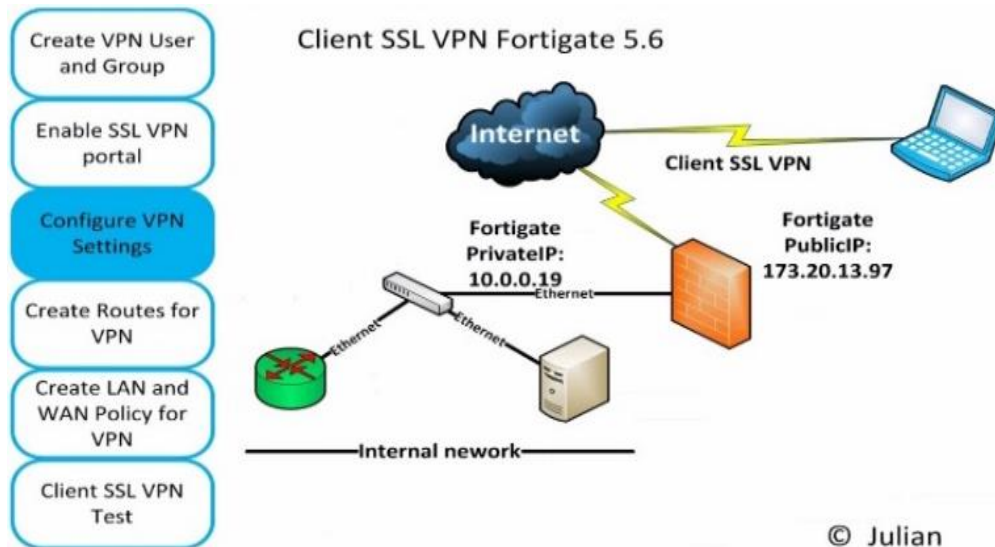 Create VPN User
and Group
Enable SSL VPN
portal
Configure VPN
Settings
Create Routes for
VPN
Create LAN and
WAN Policy for
VPN
Client SSL VPN
Test
Client SSL VPN Fortigate 5.6
Internet
Client SSL VPN
Fortigate
PrivateIP:
10.0.0.19
Fortigate
PublicIP:
173.20.13.97
Ethernet
Ethernet
Ethernet
Internal nework
© Julian